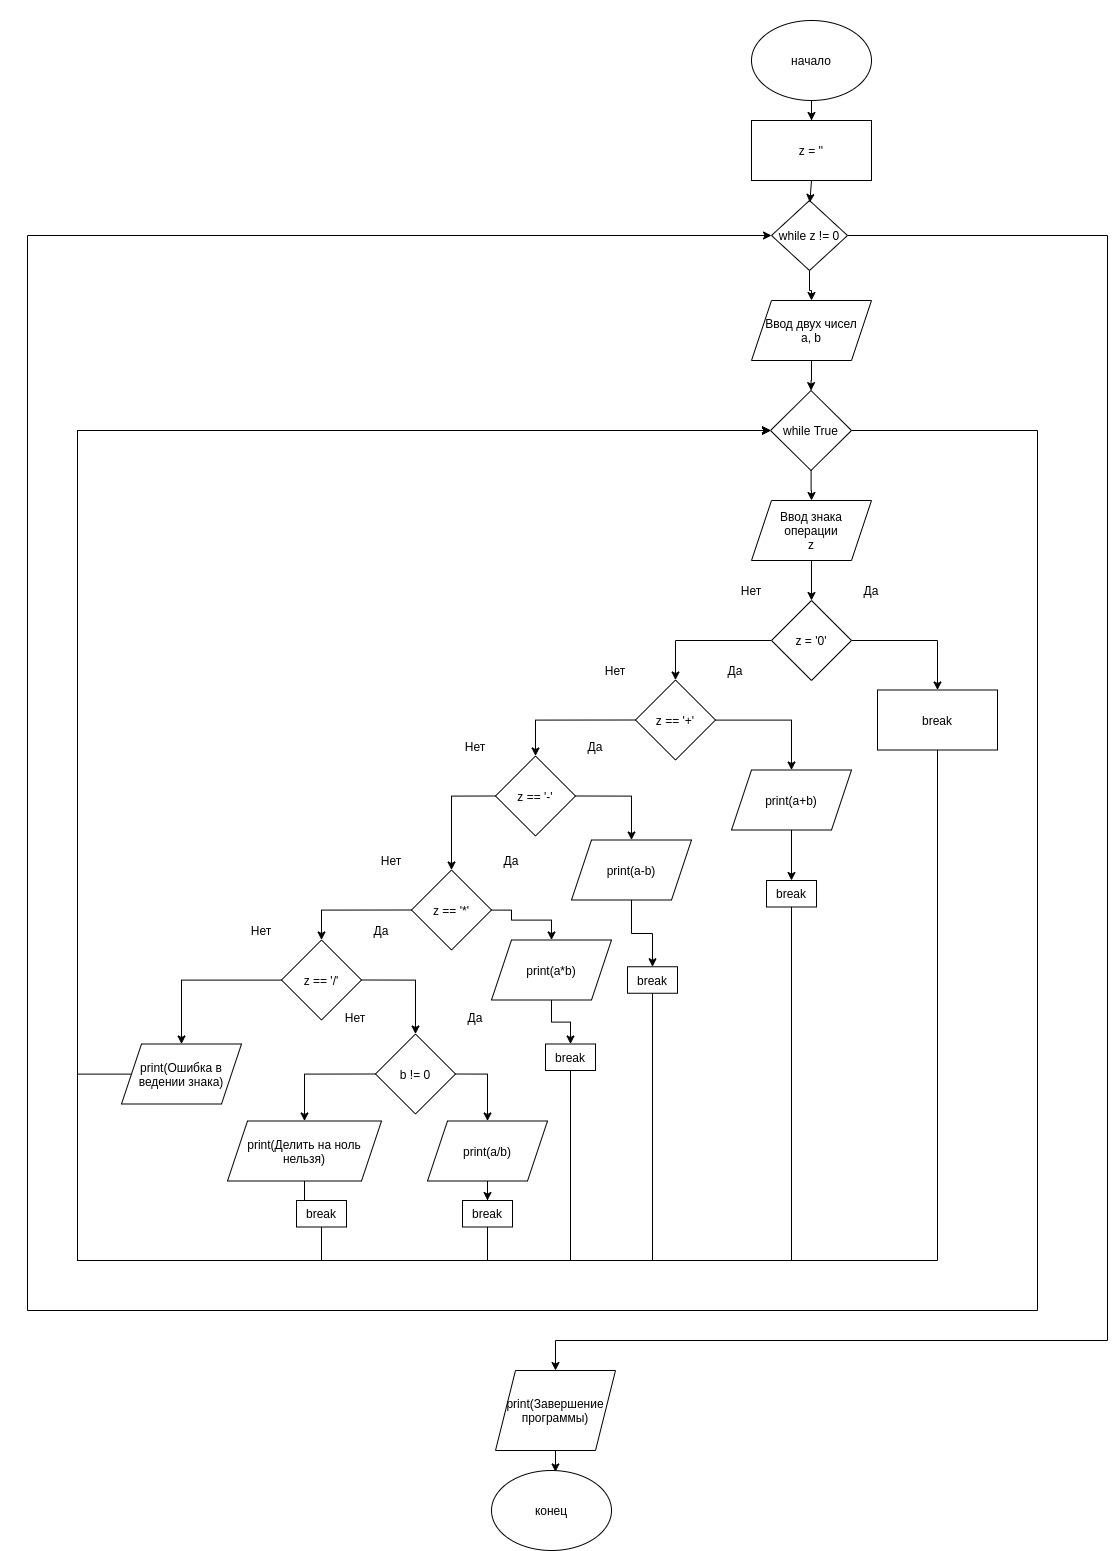 начало
z = ''
while z != 0
Ввод двух чисел
a, b
while True
Ввод знака
операции
z
Нет
Да
z = '0'
Нет
Да
break
z == '+'
Нет
Да
z == '-'
print(a+b)
Нет
Да
print(a-b)
break
z == '*'
Нет
Да
print(a*b)
break
z == '/'
Нет
Да
break
print(Ошибка в
ведении знака)
b != 0
print(Делить на ноль
нельзя)
print(a/b)
break
break
print(Завершение
программы)
конец